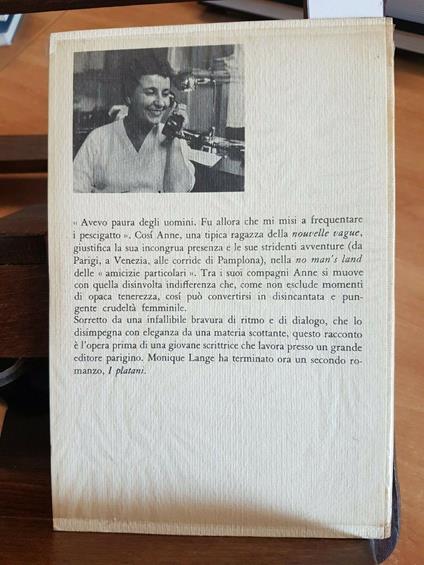 « Avevo paura degli uomini. Fu allora che mi misi a frequentare
i pescigatto ». Cosí Anne, una tipica ragazza della nouvelle vague,
giustifica la sua incongrua presenza e le sue stridenti avventure (da
Parigi, a Venezia, alle corride di Pamplona), nella no man's land
delle « amicizie particolari ». Tra i suoi compagni Anne si muove
con quella disinvolta indifferenza che, come non esclude momenti
di opaca tenerezza, cosí può convertirsi in disincantata e pun-
gente crudeltà femminile.
Sorretto da una infallibile bravura di ritmo e di dialogo, che lo
disimpegna con eleganza da una materia scottante, questo racconto
è l'opera prima di una giovane scrittrice che lavora presso un grande
editore parigino. Monique Lange ha terminato ora un secondo ro-
manzo, I platani.